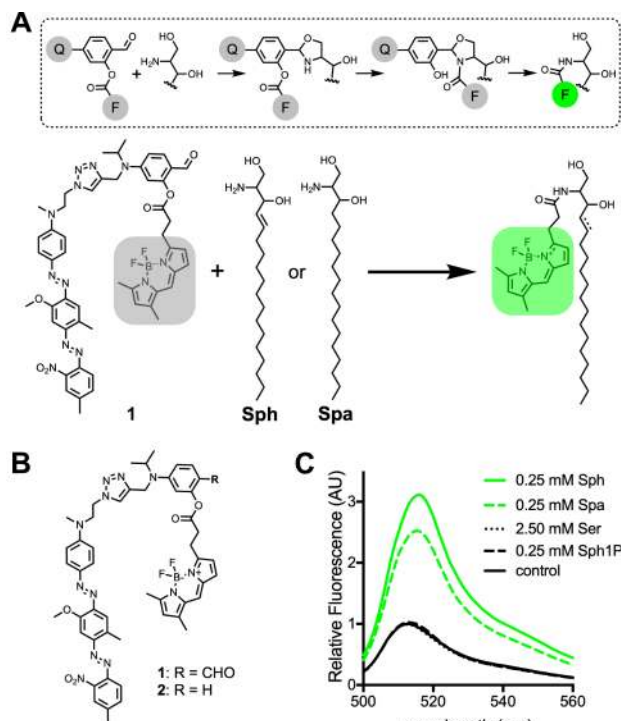 A
Q
O
O
O
F
+
HO
H₂N
OH
Q
O
O
O
F
HN
OH
Q
O
OH
N
O
F
OH
HO
HN
O
OH
F
N=N
N
N
O
O
O
N
N
F
F
B
N
N⁺
+
HO
H₂N
OH
or
HO
H₂N
OH
HO
HN
OH
O
F
F
B
N
N⁺
O
N
N
N
N
O₂N
1
Sph
Spa
B
N=N
N
N
R
O
O
N
N
F
F
B
N
N⁺
O
N
N
N
N
O₂N
1: R = CHO
2: R = H
C
0.25 mM Sph
0.25 mM Spa
2.50 mM Ser
0.25 mM Sph1P
control
Relative Fluorescence (AU)
3
2
1
0
500
520
540
560